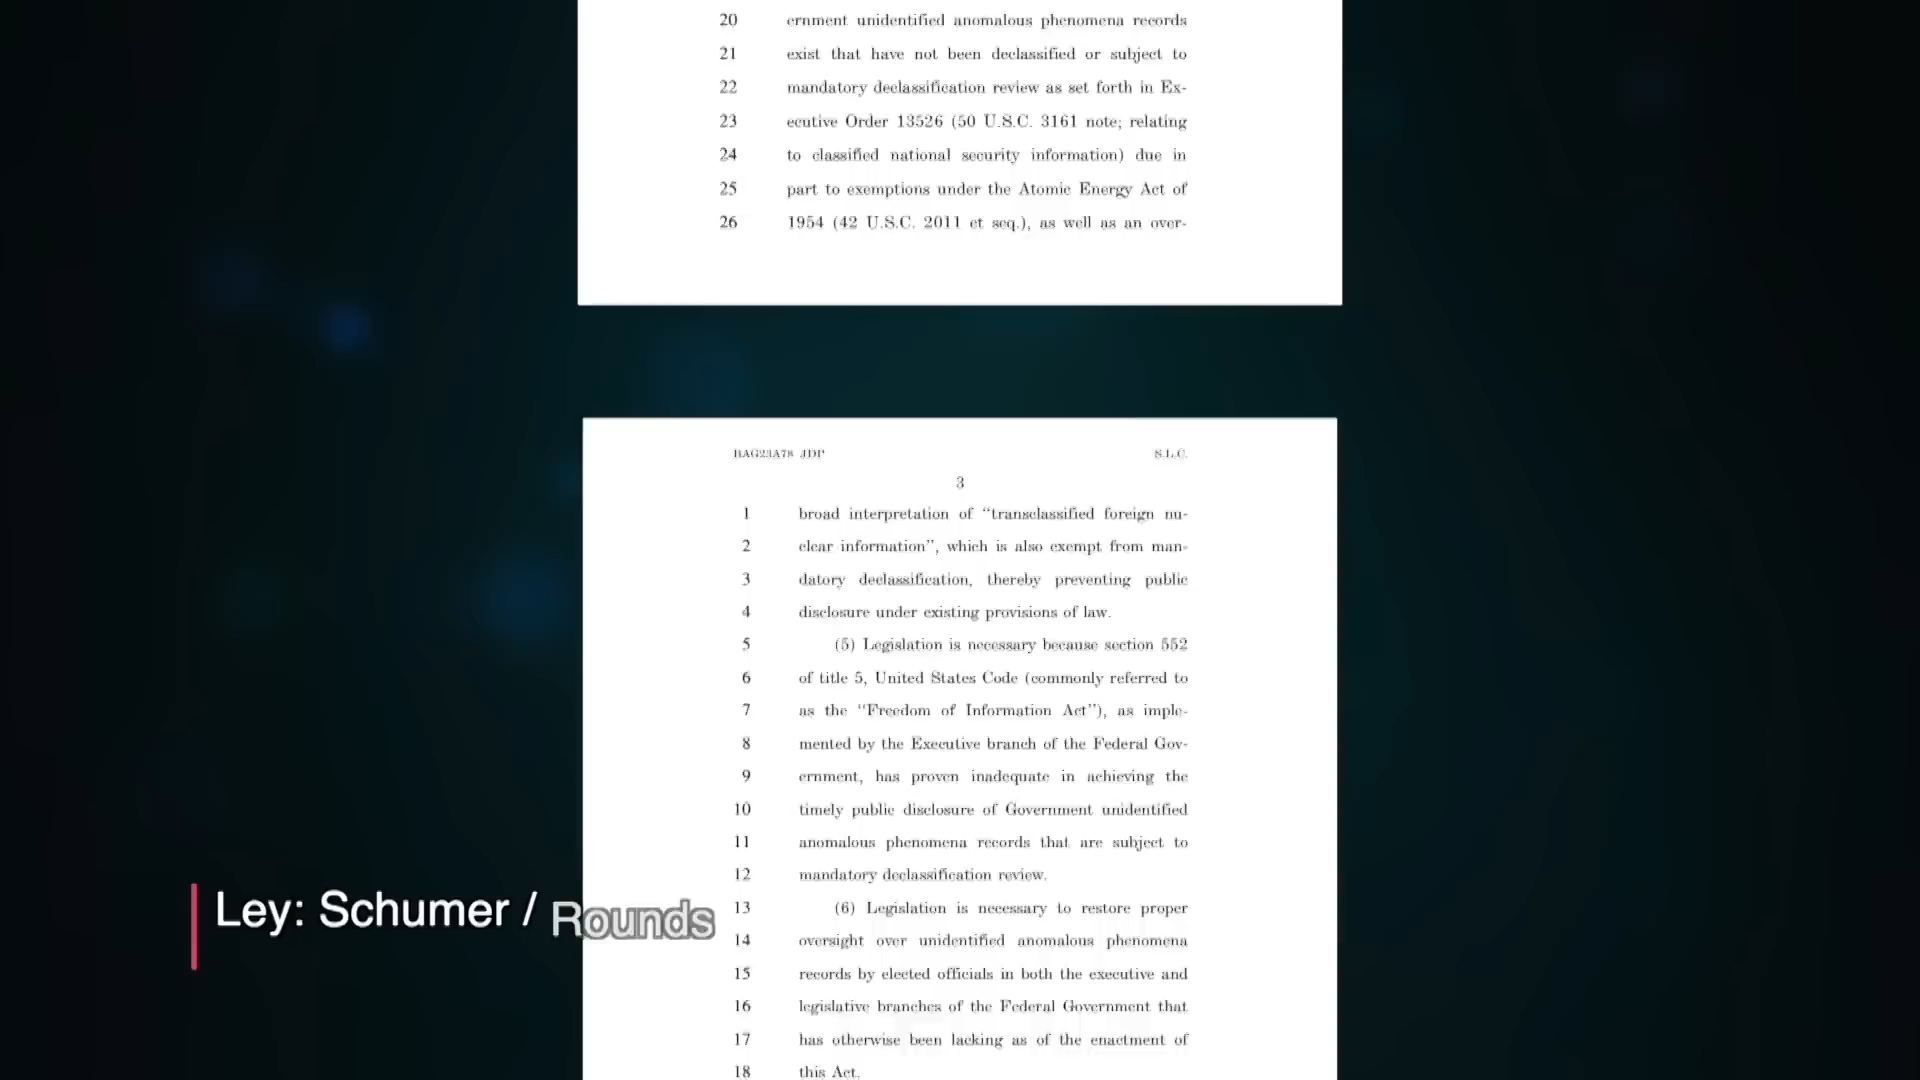 20 ernment unidentified anomalous phenomena records
21 exist that have not been declassified or subject to
22 mandatory declassification review as set forth in Ex-
23 ecutive Order 13526 (50 U.S.C. 3161 note; relating
24 to classified national security information) due in
25 part to exemptions under the Atomic Energy Act of
26 1954 (42 U.S.C. 2011 et seq.), as well as an over-
BAG23A78 JDP S.L.C.
3
1 broad interpretation of “transclassified foreign nu-
2 clear information”, which is also exempt from man-
3 datory declassification, thereby preventing public
4 disclosure under existing provisions of law.
5 (5) Legislation is necessary because section 552
6 of title 5, United States Code (commonly referred to
7 as the “Freedom of Information Act”), as imple-
8 mented by the Executive branch of the Federal Gov-
9 ernment, has proven inadequate in achieving the
10 timely public disclosure of Government unidentified
11 anomalous phenomena records that are subject to
12 mandatory declassification review.
13 (6) Legislation is necessary to restore proper
14 oversight over unidentified anomalous phenomena
15 records by elected officials in both the executive and
16 legislative branches of the Federal Government that
17 has otherwise been lacking as of the enactment of
18 this Act.
Ley: Schumer / Rounds